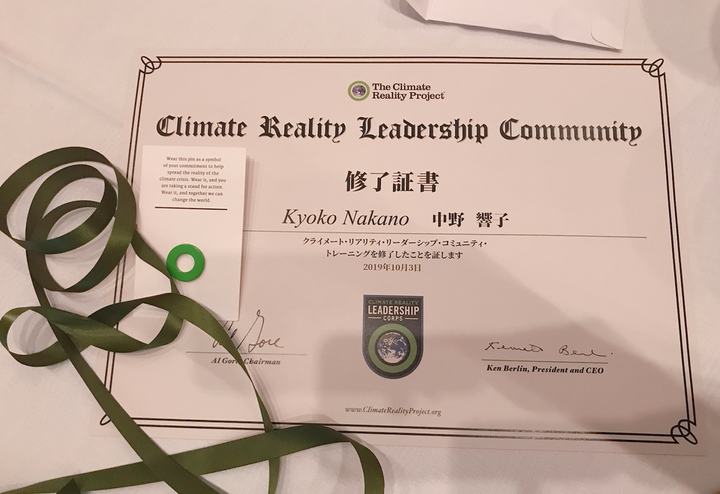 The Climate
Reality Project
Climate Reality Leadership Community
Wear this pin as a symbol
of your commitment to help
spread the reality of the
climate crisis. Wear it, and you
are taking a stand for action.
Wear it, and together we can
change the world.
修了証書
Kyoko Nakano 中野 響子
クライメート・リアリティ・リーダーシップ・コミュニティ・
トレーニングを修了したことを証します
2019年10月3日
CLIMATE REALITY
LEADERSHIP
CORPS
Al Gore, Chairman
Ken Berlin, President and CEO
www.ClimateRealityProject.org